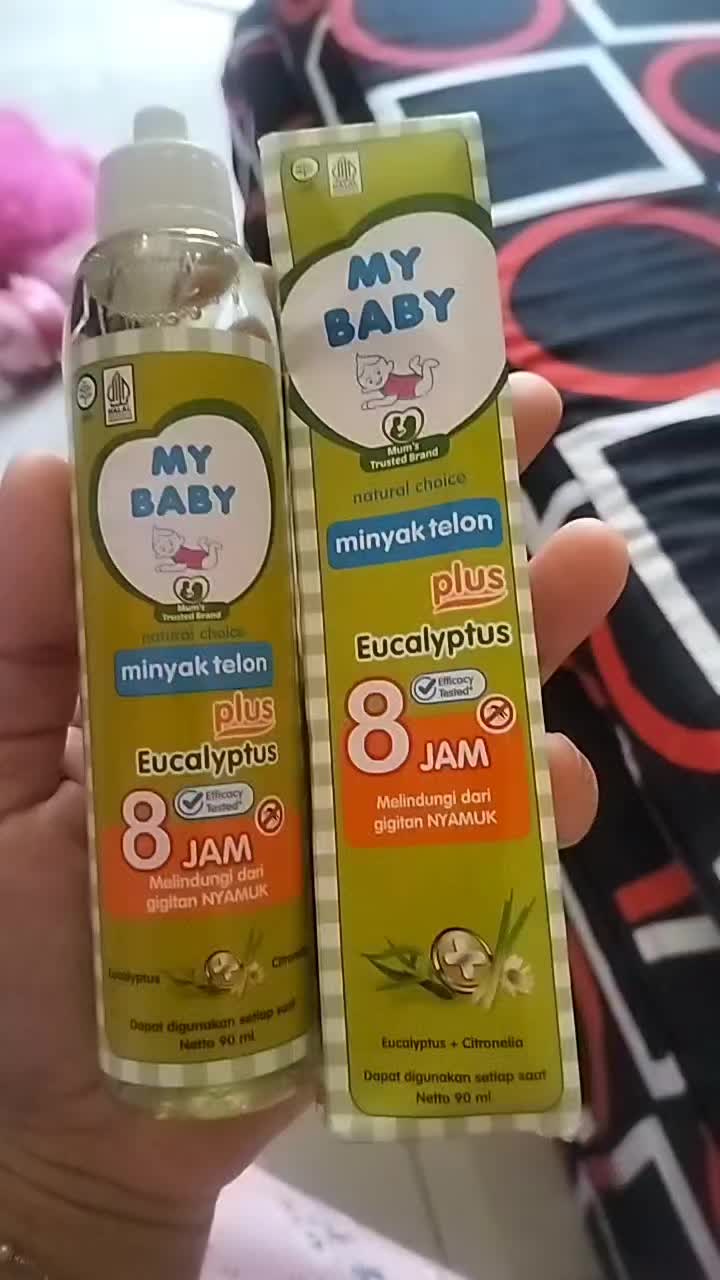 HALAL
MY
BABY
Mum's
Trusted Brand
natural choice
minyak telon
plus
Eucalyptus
8 JAM
Efficacy
Tested*
Melindungi dari
gigitan NYAMUK
Eucalyptus
Citronella
Dapat digunakan setiap saat
Netto 90 ml
MY
BABY
Mum's
Trusted Brand
natural choice
minyak telon
plus
Eucalyptus
8 JAM
Efficacy
Tested*
Melindungi dari
gigitan NYAMUK
Eucalyptus + Citronella
Dapat digunakan setiap saat
Netto 90 ml